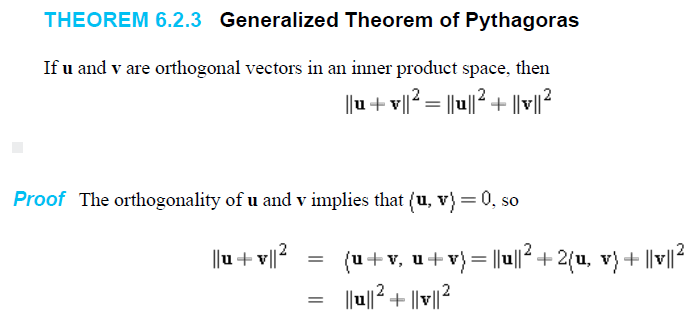 THEOREM 6.2.3 Generalized Theorem of Pythagoras
If u and v are orthogonal vectors in an inner product space, then
‖u + v‖² = ‖u‖² + ‖v‖²
Proof The orthogonality of u and v implies that ⟨u, v⟩ = 0, so
‖u + v‖² = ⟨u + v, u + v⟩ = ‖u‖² + 2⟨u, v⟩ + ‖v‖²
= ‖u‖² + ‖v‖²